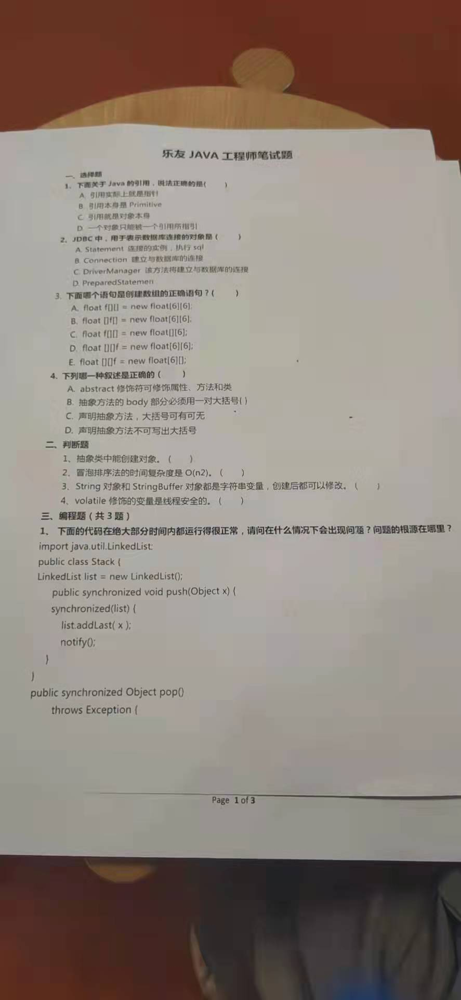 乐友 JAVA 工程师笔试题
一、选择题
1、下面关于 Java 的引用，说法正确的是( )
A. 引用实际上就是指针
B. 引用本身是 Primitive
C. 引用就是对象本身
D. 一个对象只能被一个引用所指引
2、JDBC 中，用于表示数据库连接的对象是 ( )
A. Statement 连接的实例，执行 sql
B. Connection 建立与数据库的连接
C. DriverManager 该方法将建立与数据库的连接
D. PreparedStatemen
3. 下面哪个语句是创建数组的正确语句？( )
A. float f[][] = new float[6][6];
B. float []f[] = new float[6][6];
C. float f[][] = new float[][6];
D. float [][]f = new float[6][6];
E. float [][]f = new float[6][];
4. 下列哪一种叙述是正确的 ( )
A. abstract 修饰符可修饰属性、方法和类
B. 抽象方法的 body 部分必须用一对大括号{ }
C. 声明抽象方法，大括号可有可无
D. 声明抽象方法不可写出大括号
二、判断题
1、抽象类中能创建对象。 ( )
2、冒泡排序法的时间复杂度是 O(n2)。 ( )
3、String 对象和 StringBuffer 对象都是字符串变量，创建后都可以修改。 ( )
4、volatile 修饰的变量是线程安全的。 ( )
三、编程题（共 3 题）
1、 下面的代码在绝大部分时间内都运行得很正常，请问在什么情况下会出现问题？问题的根源在哪里？
import java.util.LinkedList;
public class Stack {
LinkedList list = new LinkedList();
public synchronized void push(Object x) {
synchronized(list) {
list.addLast( x );
notify();
}
}
public synchronized Object pop()
throws Exception {
Page 1 of 3